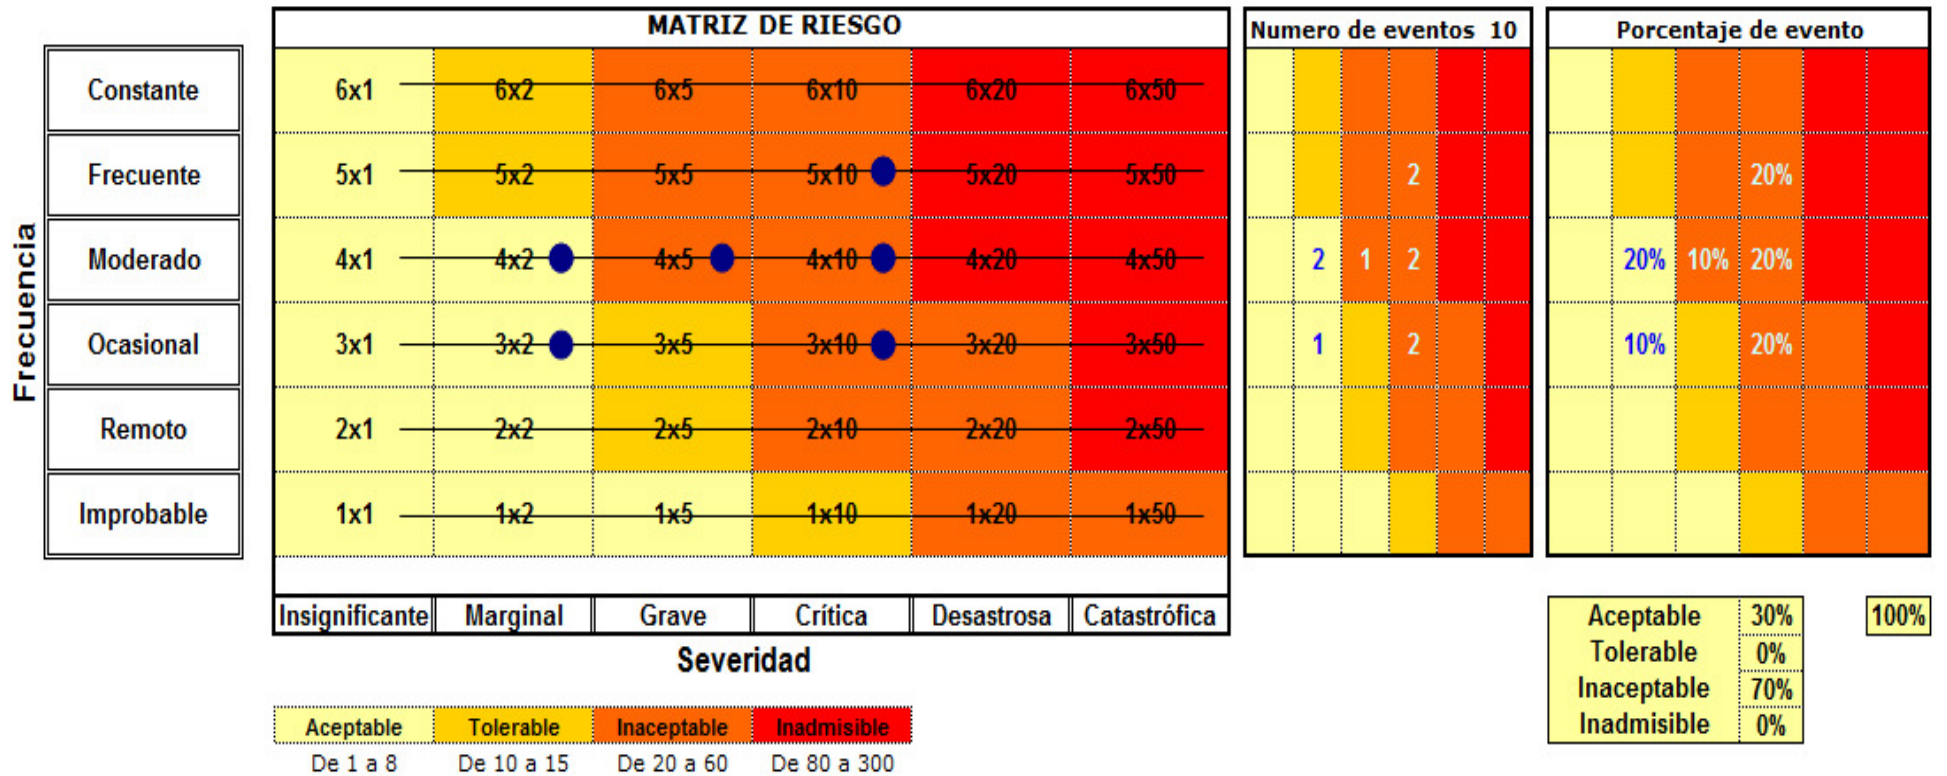 MATRIZ DE RIESGO
Numero de eventos 10
Porcentaje de evento
Frecuencia
Constante 6x1 6x2 6x5 6x10 6x20 6x50
Frecuente 5x1 5x2 5x5 5x10 5x20 5x50 2 20%
Moderado 4x1 4x2 4x5 4x10 4x20 4x50 2 1 2 20% 10% 20%
Ocasional 3x1 3x2 3x5 3x10 3x20 3x50 1 2 10% 20%
Remoto 2x1 2x2 2x5 2x10 2x20 2x50
Improbable 1x1 1x2 1x5 1x10 1x20 1x50
Insignificante Marginal Grave Crítica Desastrosa Catastrófica
Severidad
Aceptable Tolerable Inaceptable Inadmisible
De 1 a 8 De 10 a 15 De 20 a 60 De 80 a 300
Aceptable 30% 100%
Tolerable 0%
Inaceptable 70%
Inadmisible 0%